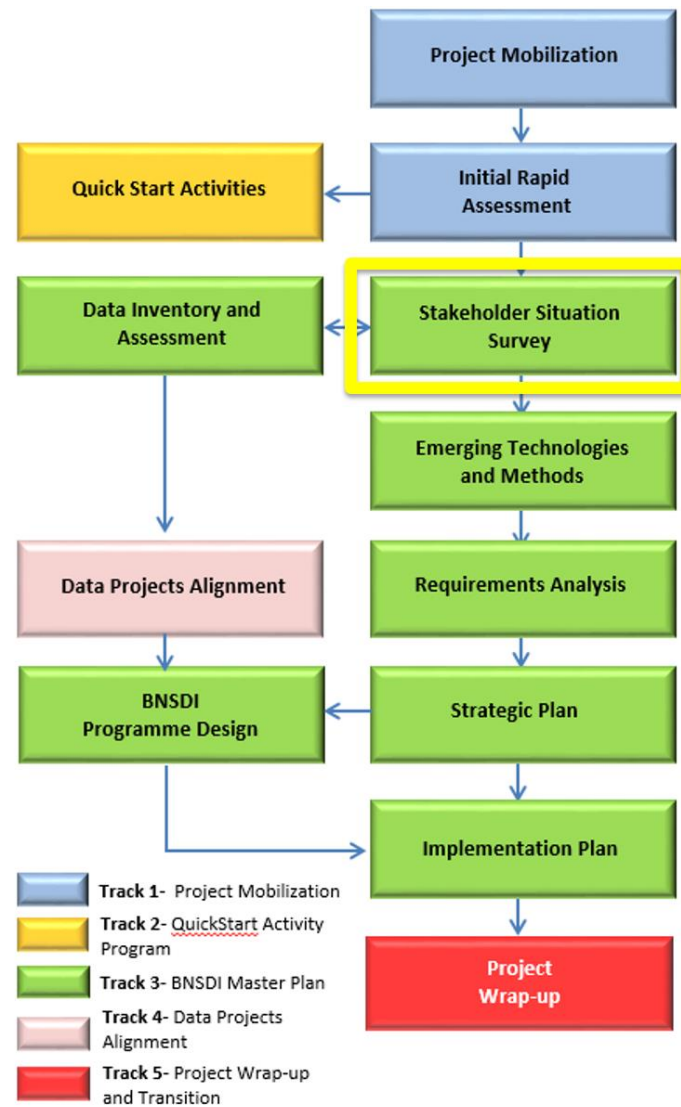 Project Mobilization
Quick Start Activities
Initial Rapid
Assessment
Data Inventory and
Assessment
Stakeholder Situation
Survey
Emerging Technologies
and Methods
Data Projects Alignment
Requirements Analysis
BNSDI
Programme Design
Strategic Plan
Implementation Plan
Project
Wrap-up
Track 1- Project Mobilization
Track 2- QuickStart Activity
Program
Track 3- BNSDI Master Plan
Track 4- Data Projects
Alignment
Track 5- Project Wrap-up
and Transition